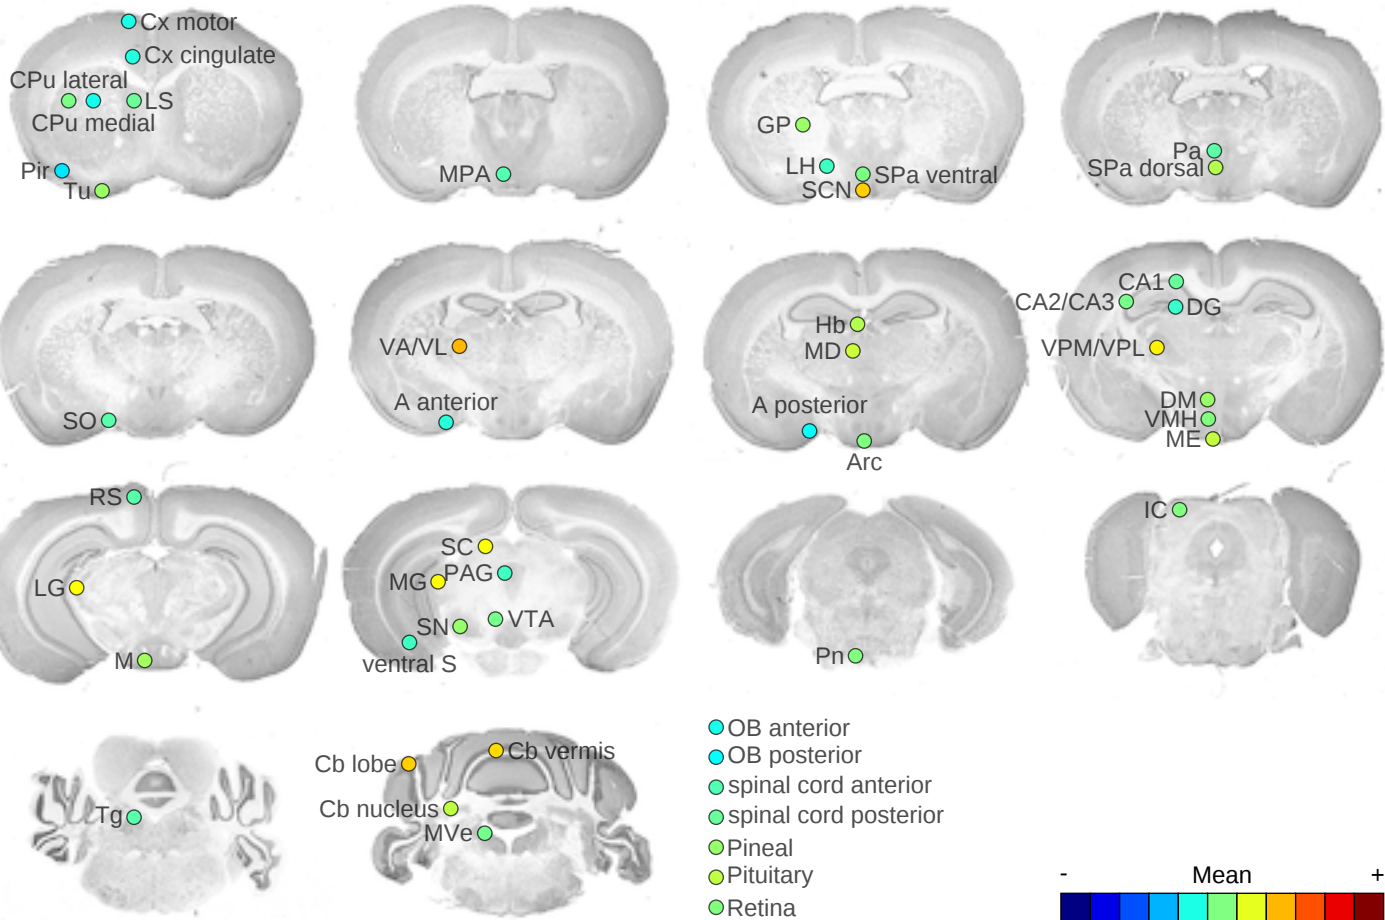 Cx motor
Cx cingulate
CPu lateral
LS
CPu medial
Pir
Tu
MPA
GP
LH
SPa ventral
SCN
Pa
SPa dorsal
SO
VA/VL
A anterior
Hb
MD
A posterior
Arc
CA1
CA2/CA3
DG
VPM/VPL
DM
VMH
ME
RS
LG
M
SC
MG
PAG
SN
VTA
ventral S
Pn
IC
Tg
Cb lobe
Cb vermis
Cb nucleus
MVe
OB anterior
OB posterior
spinal cord anterior
spinal cord posterior
Pineal
Pituitary
Retina
- Mean +